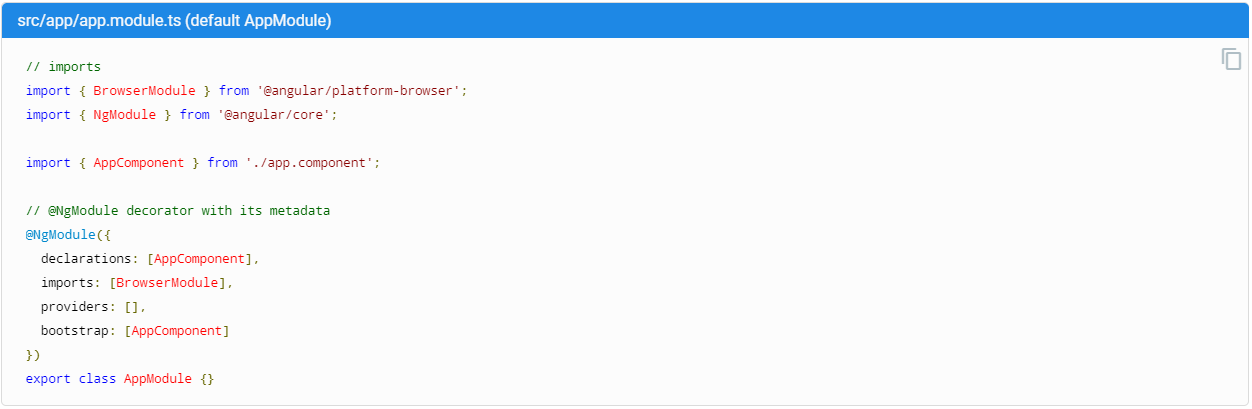 src/app/app.module.ts (default AppModule)
// imports
import { BrowserModule } from '@angular/platform-browser';
import { NgModule } from '@angular/core';
import { AppComponent } from './app.component';
// @NgModule decorator with its metadata
@NgModule({
  declarations: [AppComponent],
  imports: [BrowserModule],
  providers: [],
  bootstrap: [AppComponent]
})
export class AppModule {}